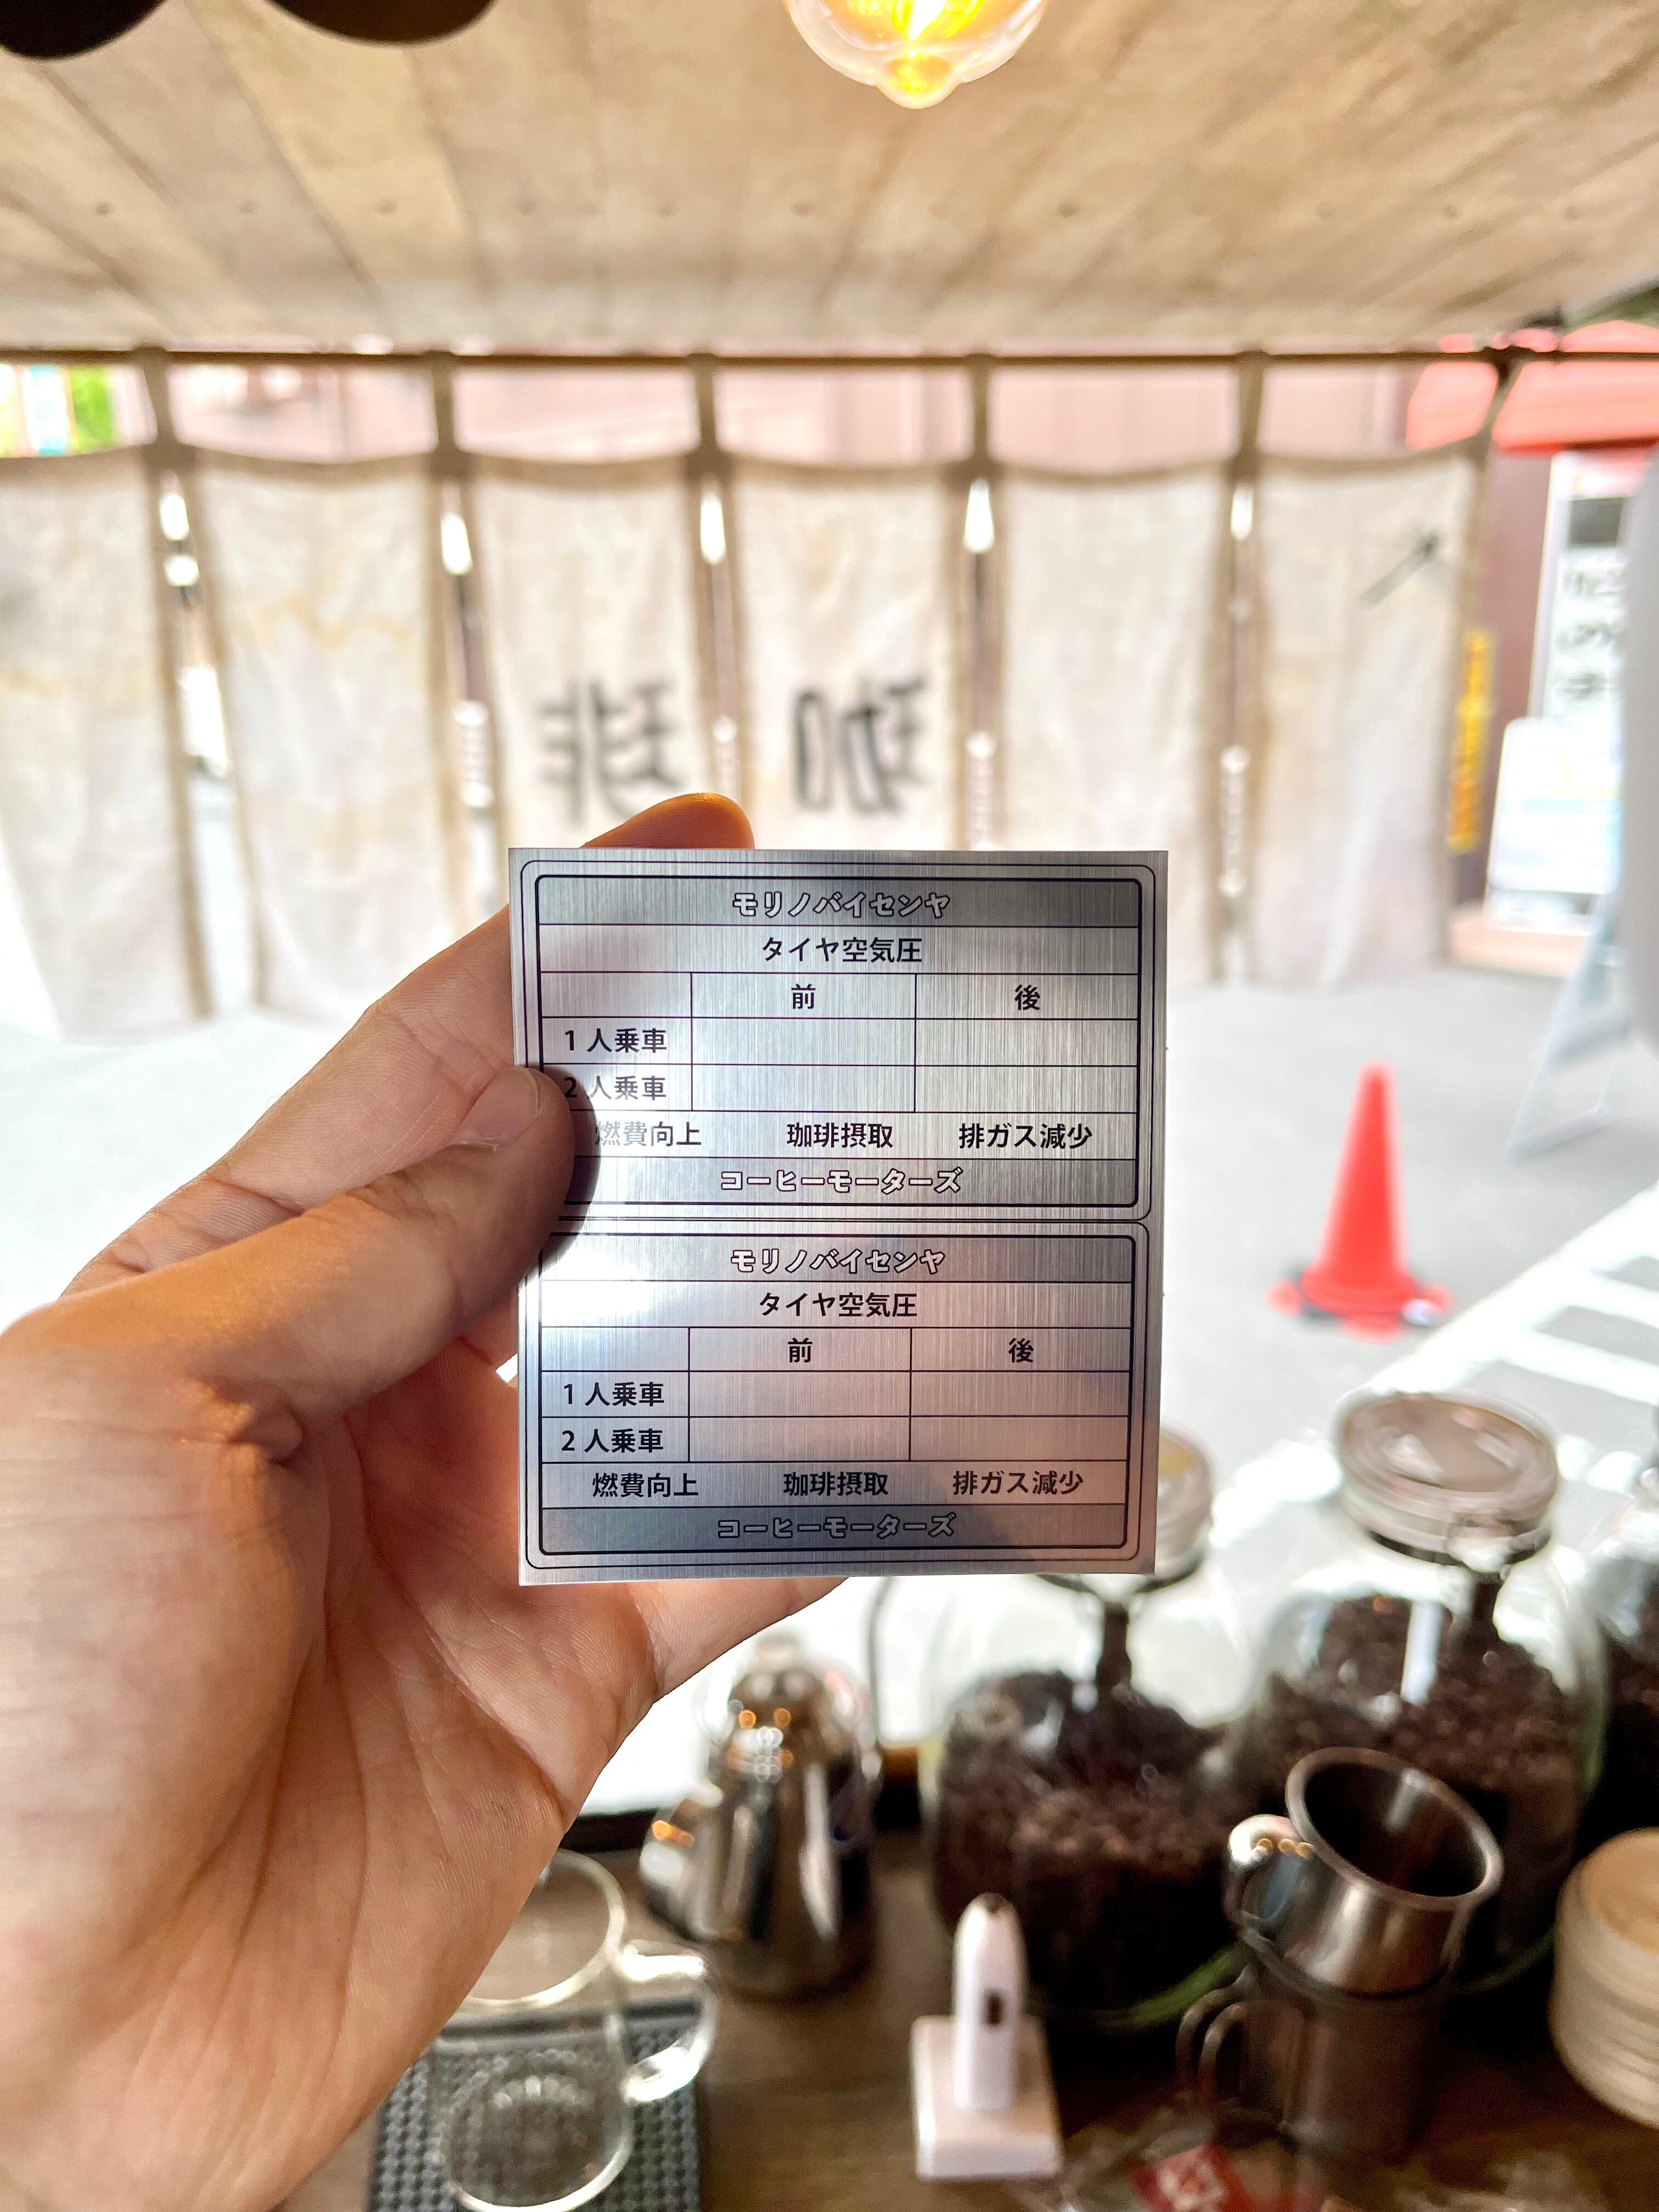 珈琲
モリノバイセンヤ
タイヤ空気圧
前 後
1人乗車
2人乗車
燃費向上 珈琲摂取 排ガス減少
コーヒーモーターズ
モリノバイセンヤ
タイヤ空気圧
前 後
1人乗車
2人乗車
燃費向上 珈琲摂取 排ガス減少
コーヒーモーターズ